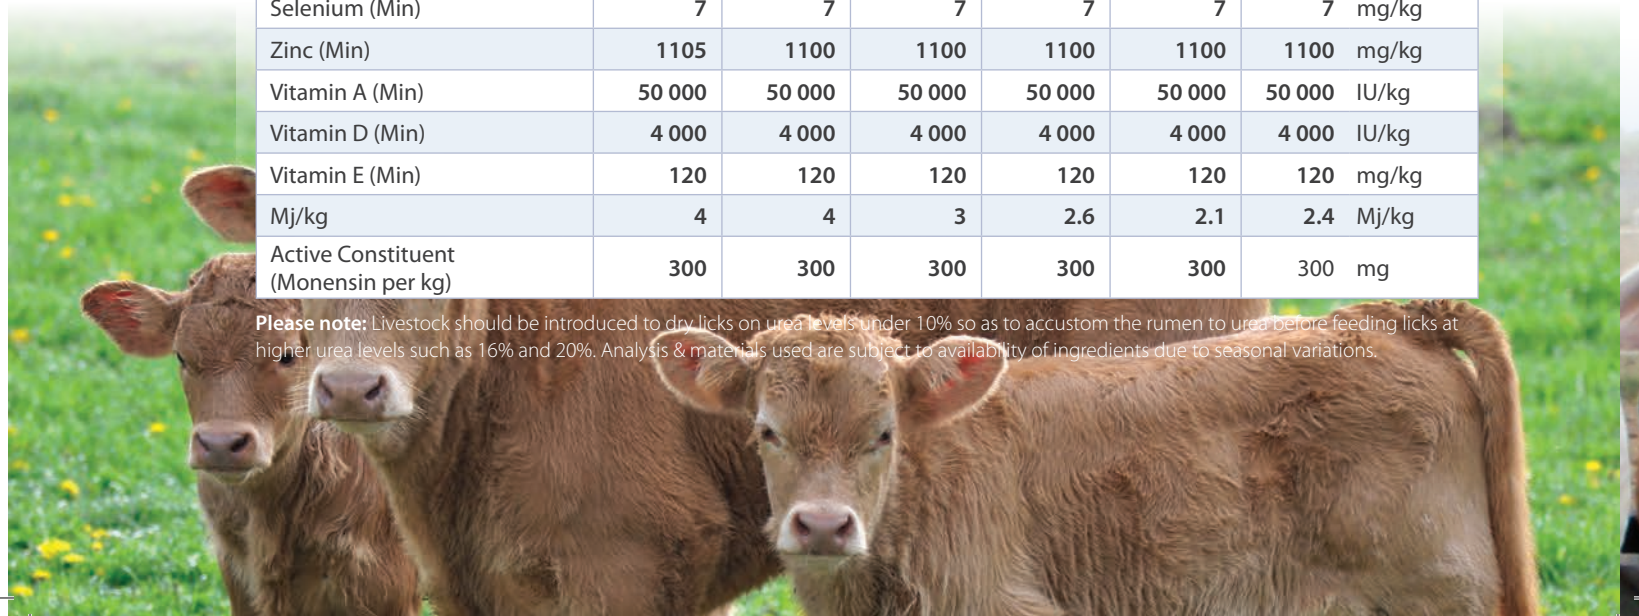 Selenium (Min) 7 7 7 7 7 7 mg/kg
Zinc (Min) 1105 1100 1100 1100 1100 1100 mg/kg
Vitamin A (Min) 50 000 50 000 50 000 50 000 50 000 50 000 IU/kg
Vitamin D (Min) 4 000 4 000 4 000 4 000 4 000 4 000 IU/kg
Vitamin E (Min) 120 120 120 120 120 120 mg/kg
Mj/kg 4 4 3 2.6 2.1 2.4 Mj/kg
Active Constituent
(Monensin per kg) 300 300 300 300 300 300 mg
Please note: Livestock should be introduced to dry licks on urea levels under 10% so as to accustom the rumen to urea before feeding licks at
higher urea levels such as 16% and 20%. Analysis & materials used are subject to availability of ingredients due to seasonal variations.